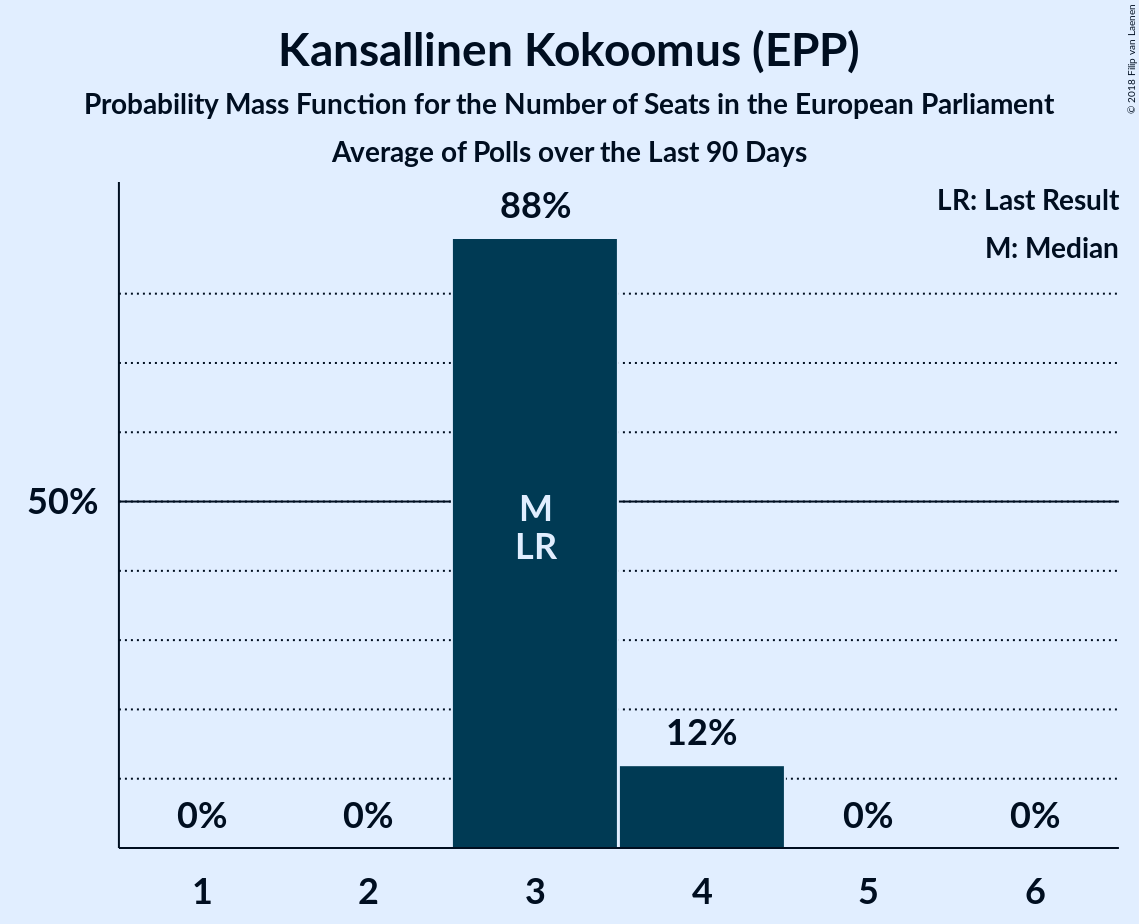 Kansallinen Kokoomus (EPP)
Probability Mass Function for the Number of Seats in the European Parliament
Average of Polls over the Last 90 Days
© 2018 Filip van Laenen
LR: Last Result
M: Median
88%
50%
M
LR
12%
0% 0% 0% 0%
1 2 3 4 5 6